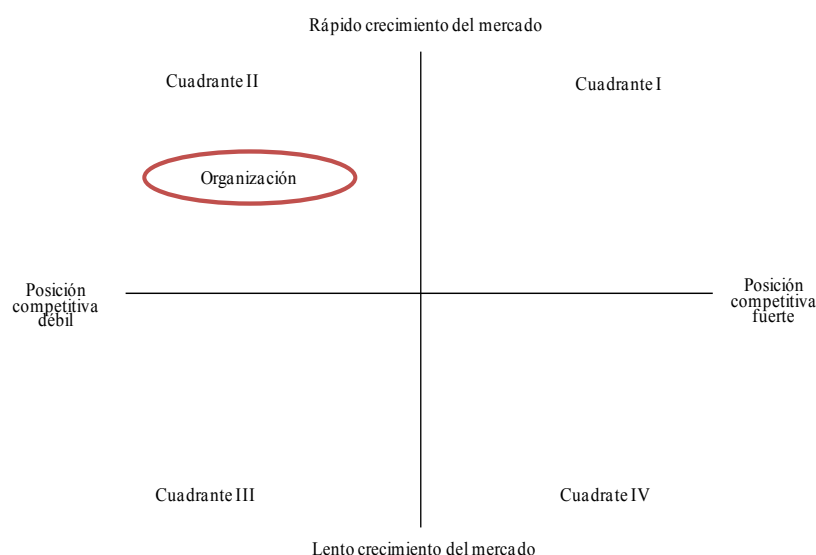 Rápido crecimiento del mercado
Cuadrante II
Cuadrante I
Organización
Posición
competitiva
débil
Posición
competitiva
fuerte
Cuadrante III
Cuadrate IV
Lento crecimiento del mercado